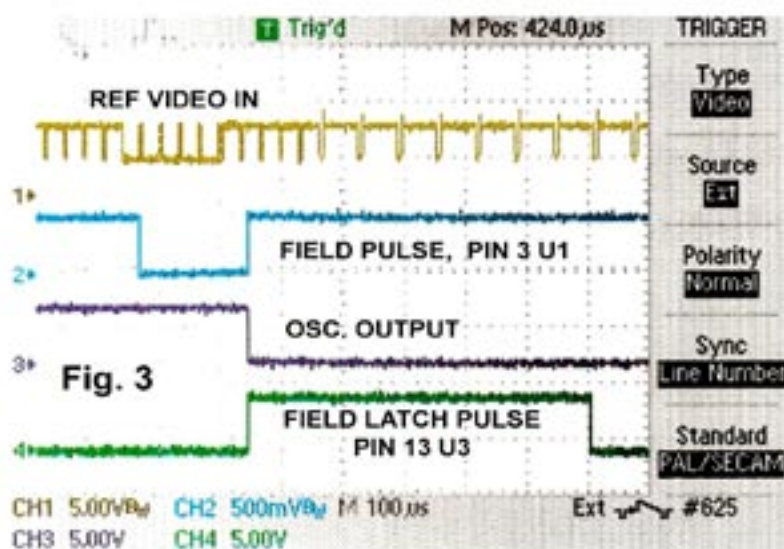 T Trig'd M Pos: 424.0µs TRIGGER
REF VIDEO IN
Type
Video
Source
Ext
1
FIELD PULSE, PIN 3 U1
Polarity
Normal
2
OSC. OUTPUT
Sync
Line Number
3
Fig. 3
FIELD LATCH PULSE
PIN 13 U3
Standard
PAL/SECAM
4
CH1 5.00VBW CH2 500mVBW M 100µs Ext #625
CH3 5.00V CH4 5.00V